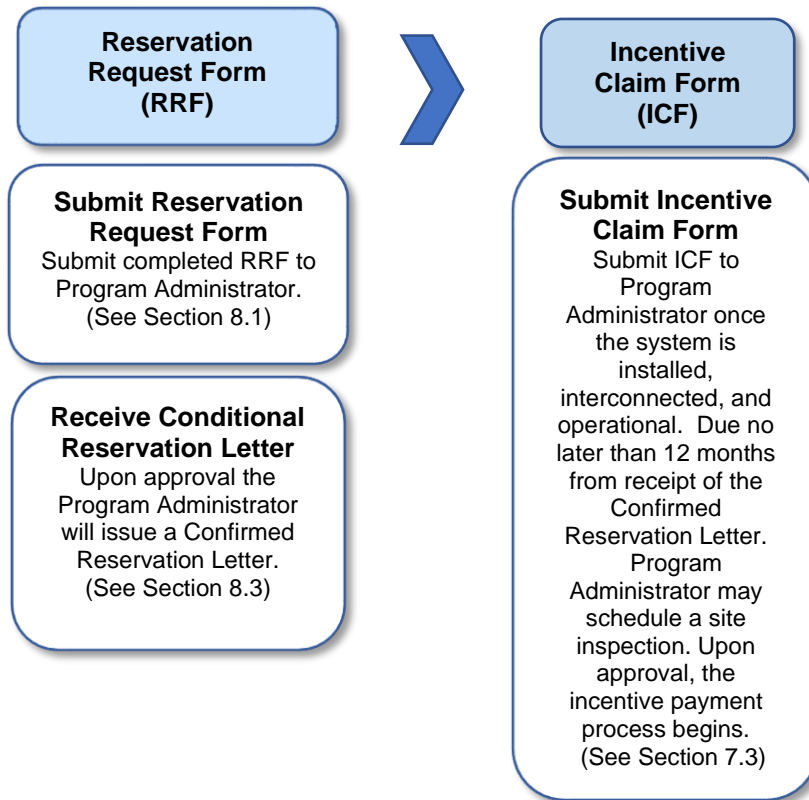 Reservation
Request Form
(RRF)
Submit Reservation
Request Form
Submit completed RRF to
Program Administrator.
(See Section 8.1)
Receive Conditional
Reservation Letter
Upon approval the
Program Administrator
will issue a Confirmed
Reservation Letter.
(See Section 8.3)
Incentive
Claim Form
(ICF)
Submit Incentive
Claim Form
Submit ICF to
Program
Administrator once
the system is
installed,
interconnected, and
operational.  Due no
later than 12 months
from receipt of the
Confirmed
Reservation Letter.
Program
Administrator may
schedule a site
inspection. Upon
approval, the
incentive payment
process begins.
(See Section 7.3)